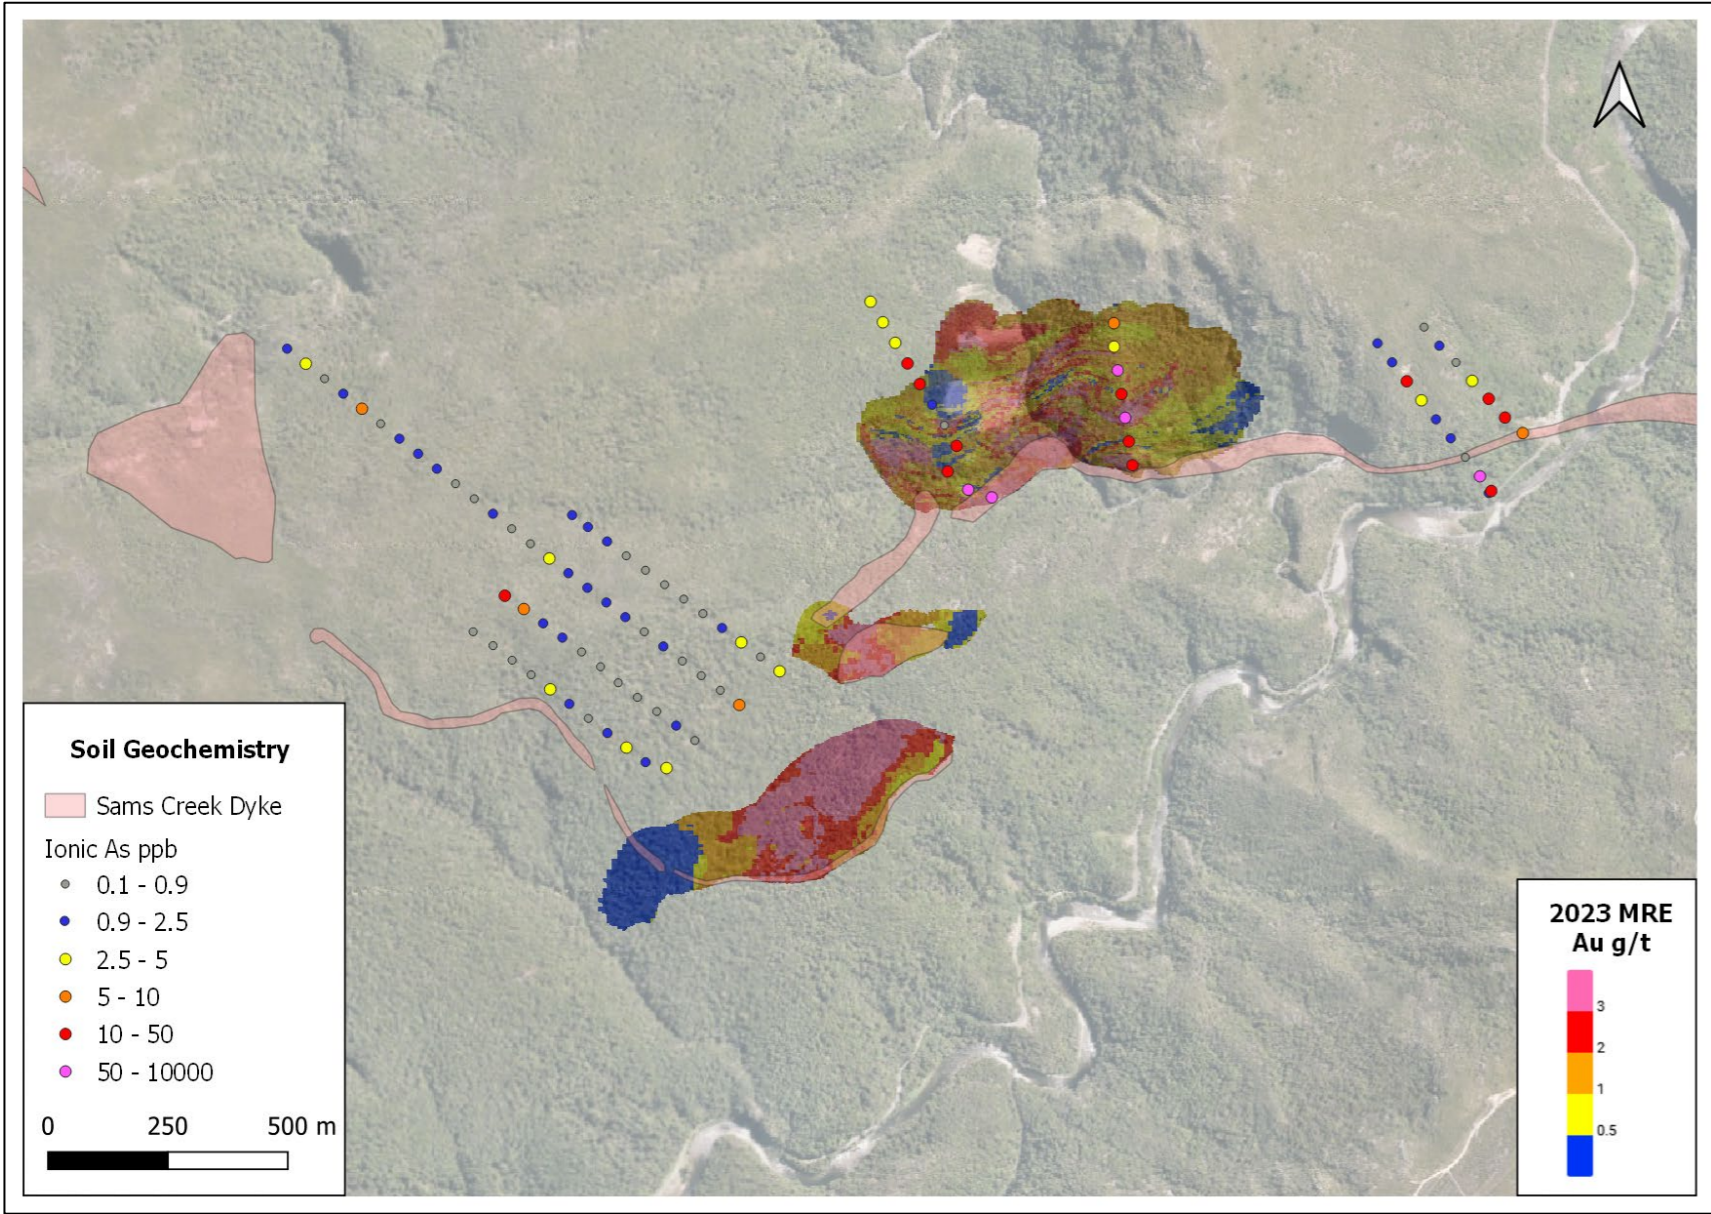 Soil Geochemistry
Sams Creek Dyke
Ionic As ppb
0.1 - 0.9
0.9 - 2.5
2.5 - 5
5 - 10
10 - 50
50 - 10000
0 250 500 m
2023 MRE
Au g/t
3
2
1
0.5